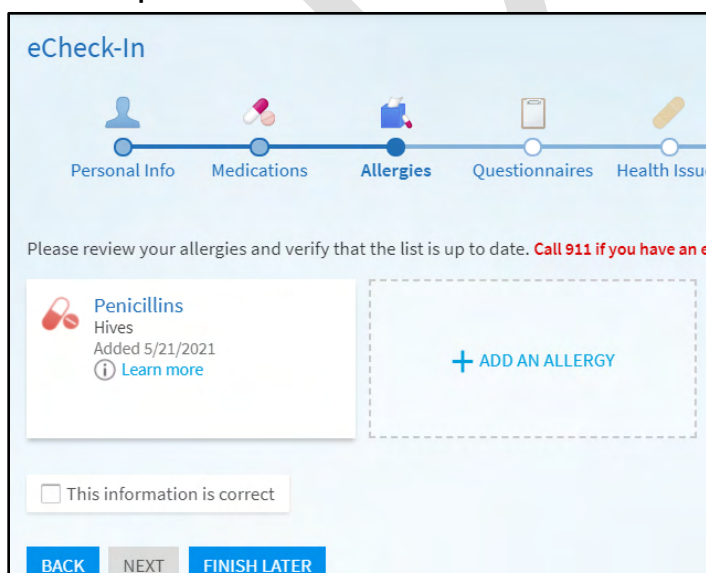 eCheck-In
Personal Info Medications Allergies Questionnaires Health Issu
Please review your allergies and verify that the list is up to date. Call 911 if you have an e
Penicillins
Hives
Added 5/21/2021
Learn more
+ ADD AN ALLERGY
This information is correct
BACK NEXT FINISH LATER